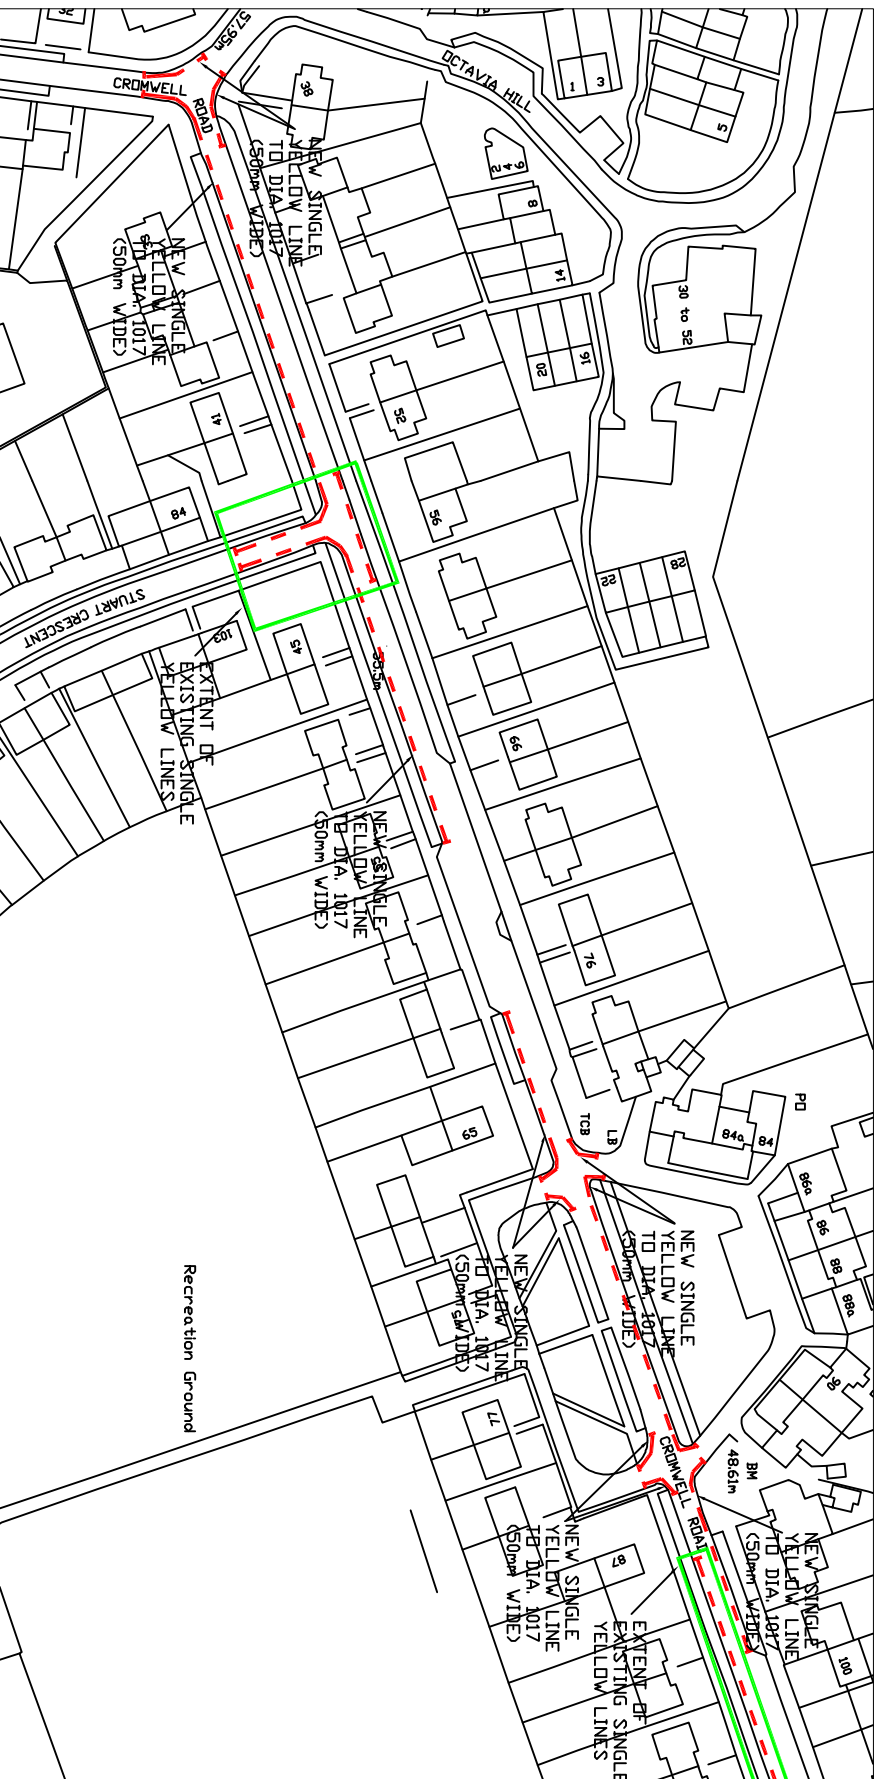 32
57.95m
CROMWELL
ROAD
38
NEW SINGLE
YELLOW LINE
TO DIA. 1017
(50mm WIDE)
OCTAVIA HILL
1
3
5
2
4
6
8
14
16
20
30 to 52
NEW SINGLE
YELLOW LINE
TO DIA. 1017
(50mm WIDE)
41
52
56
84
22
28
STUART CRESCENT
103
45
53.5m
EXTENT OF
EXISTING SINGLE
YELLOW LINES
66
NEW SINGLE
YELLOW LINE
TO DIA. 1017
(50mm WIDE)
76
65
TCB
LB
PO
84a
84
86a
86
88
88a
90
NEW SINGLE
YELLOW LINE
TO DIA. 1017
(50mm WIDE)
NEW SINGLE
YELLOW LINE
TO DIA. 1017
(50mm WIDE)
Recreation Ground
77
CROMWELL ROAD
BM
48.61m
NEW SINGLE
YELLOW LINE
TO DIA. 1017
(50mm WIDE)
NEW SINGLE
YELLOW LINE
TO DIA. 1017
(50mm WIDE)
87
100
EXTENT OF
EXISTING SINGLE
YELLOW LINES